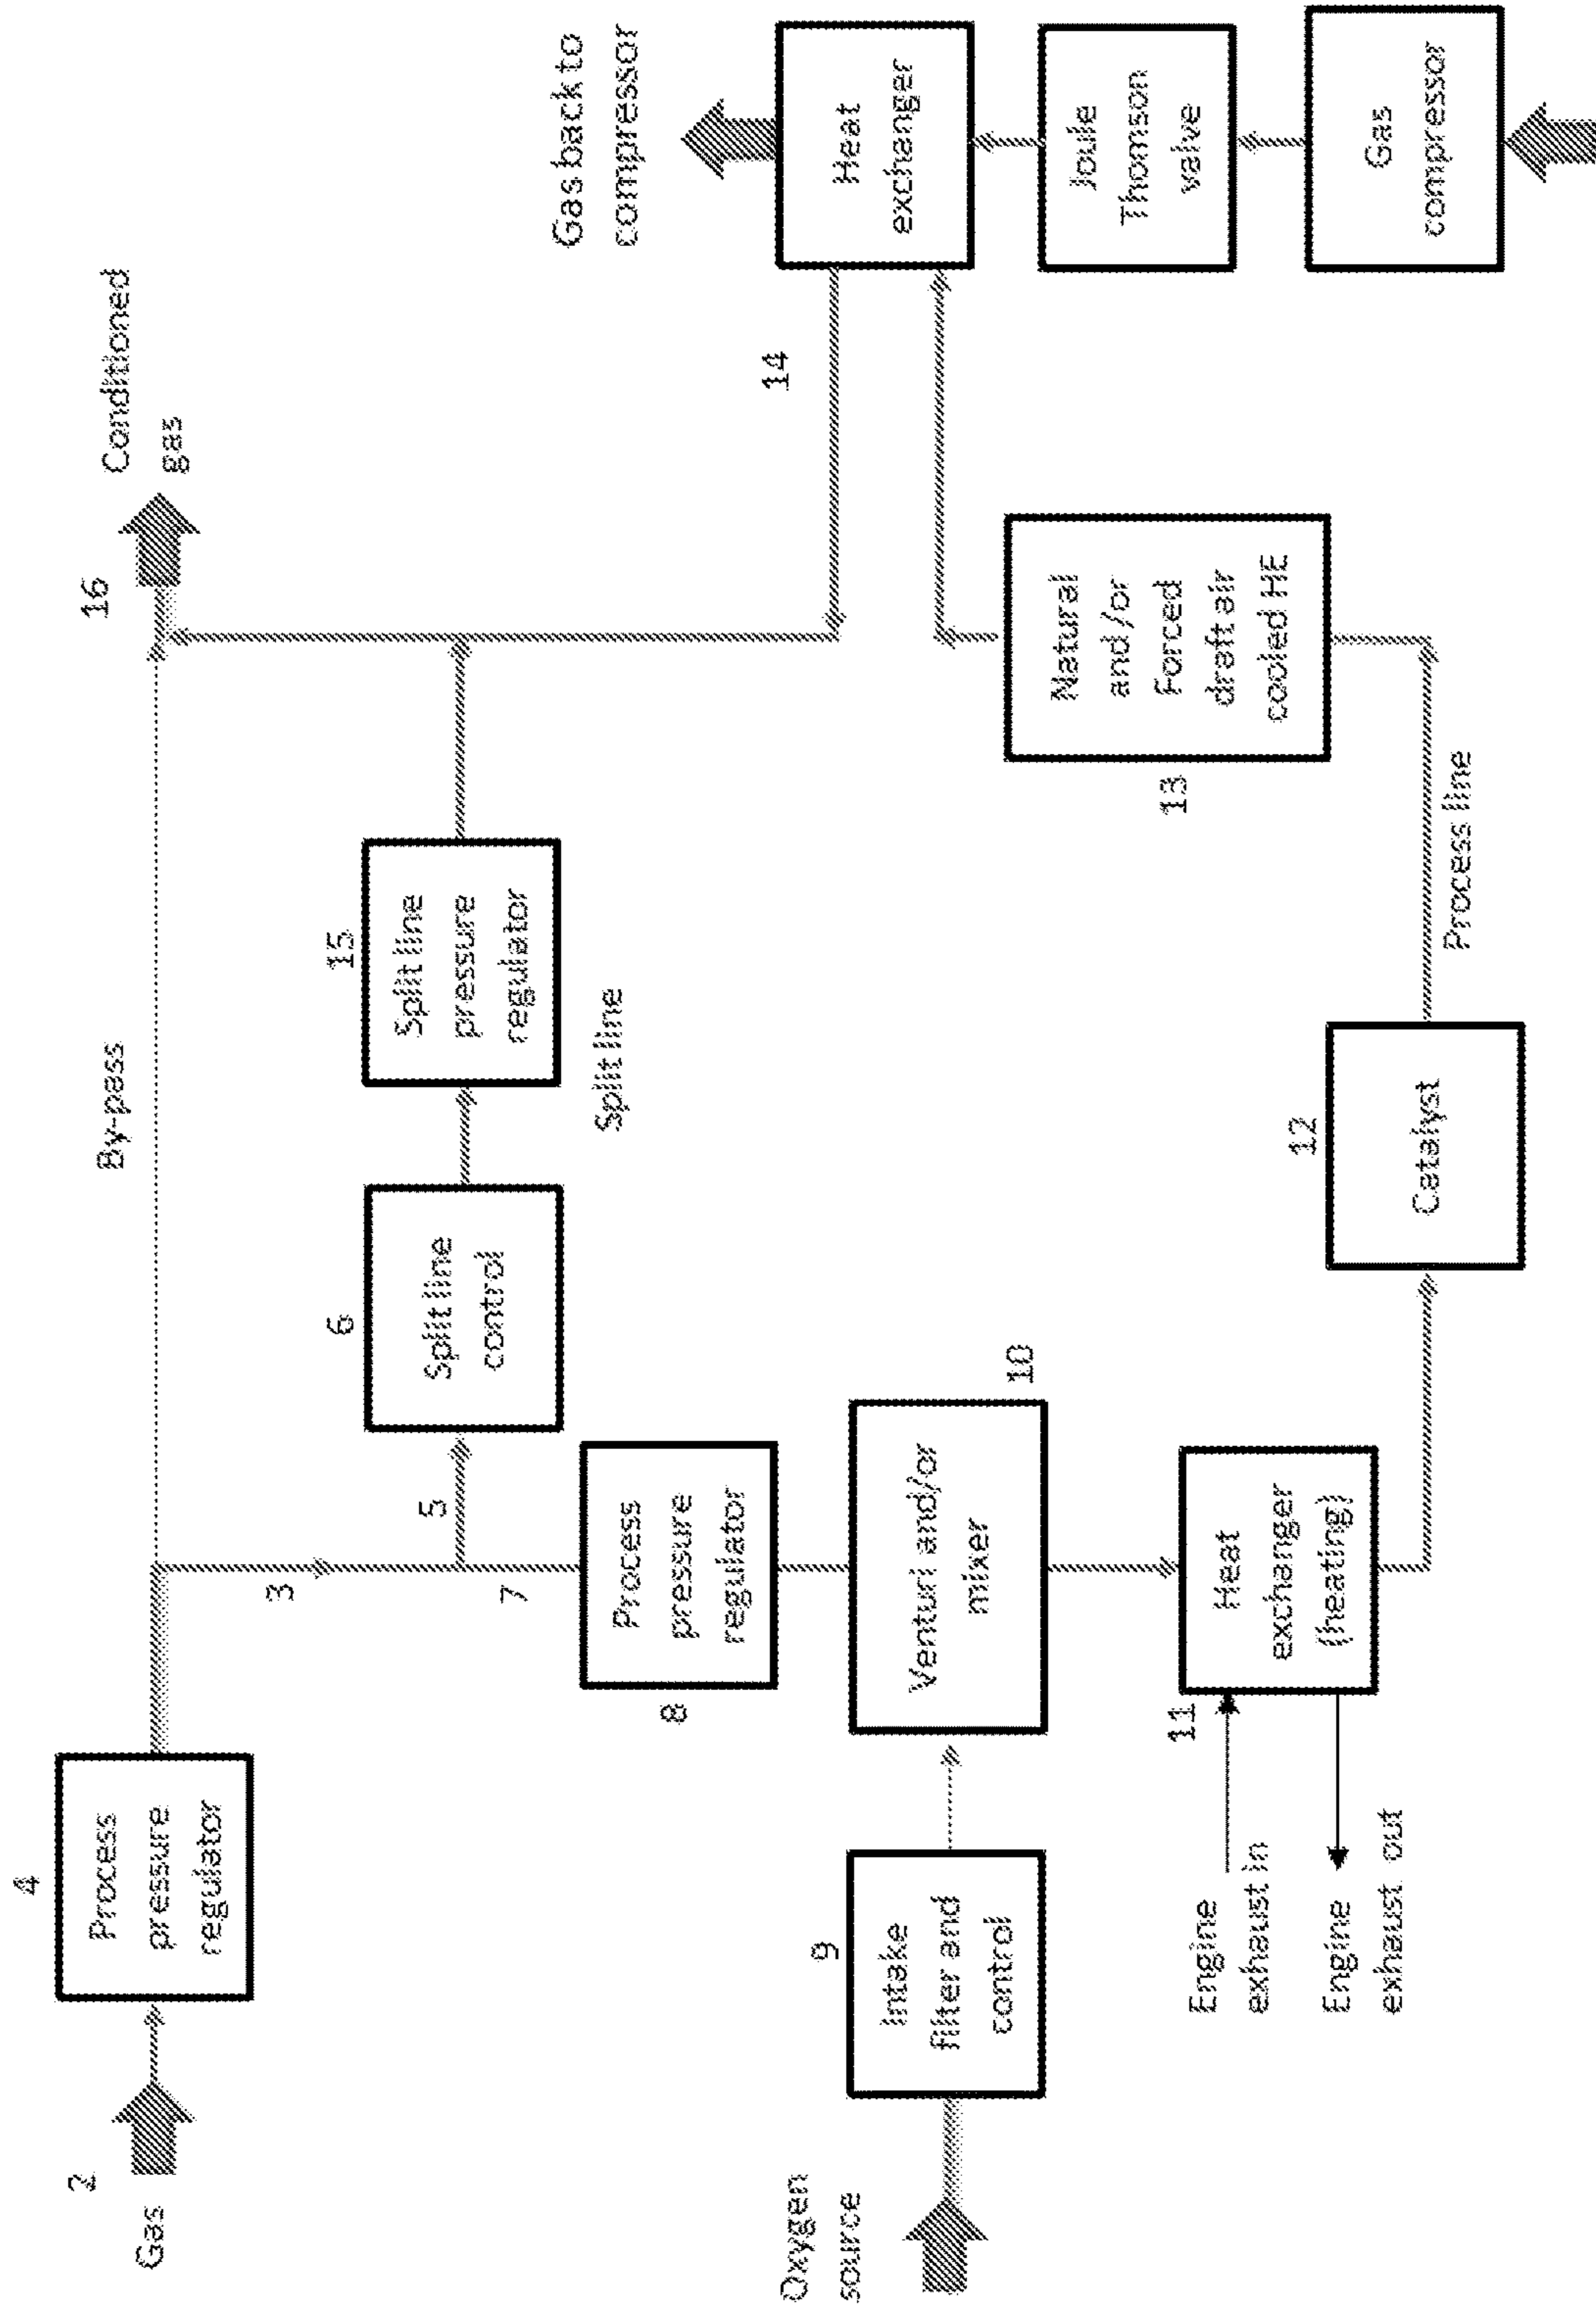 2
Gas
4
Process
pressure
regulator
By-pass
16
Conditioned
gas
3
5
6
Split line
control
15
Split line
pressure
regulator
Split line
7
8
Process
pressure
regulator
Oxygen
source
9
Intake
filter and
control
10
Venturi and/or
mixer
11
Heat
exchanger
(heating)
Engine
exhaust in
Engine
exhaust out
12
Catalyst
Process line
13
Natural
and/or
Forced
draft air
cooled HE
14
Gas back to
compressor
Heat
exchanger
Joule
Thomson
valve
Gas
compressor